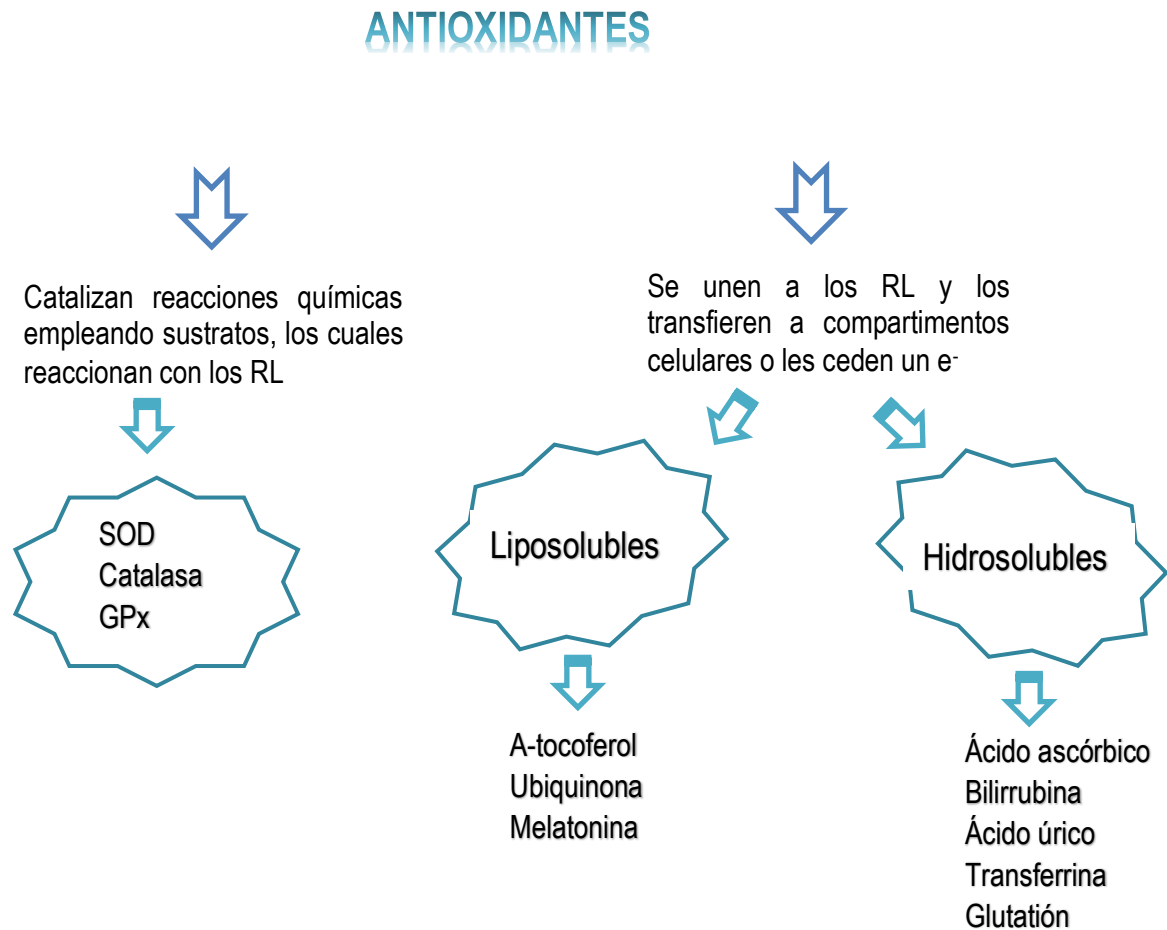 ANTIOXIDANTES
Catalizan reacciones químicas
empleando sustratos, los cuales
reaccionan con los RL
SOD
Catalasa
GPx
Se unen a los RL y los
transfieren a compartimentos
celulares o les ceden un e-
Liposolubles
A-tocoferol
Ubiquinona
Melatonina
Hidrosolubles
Ácido ascórbico
Bilirrubina
Ácido úrico
Transferrina
Glutatión